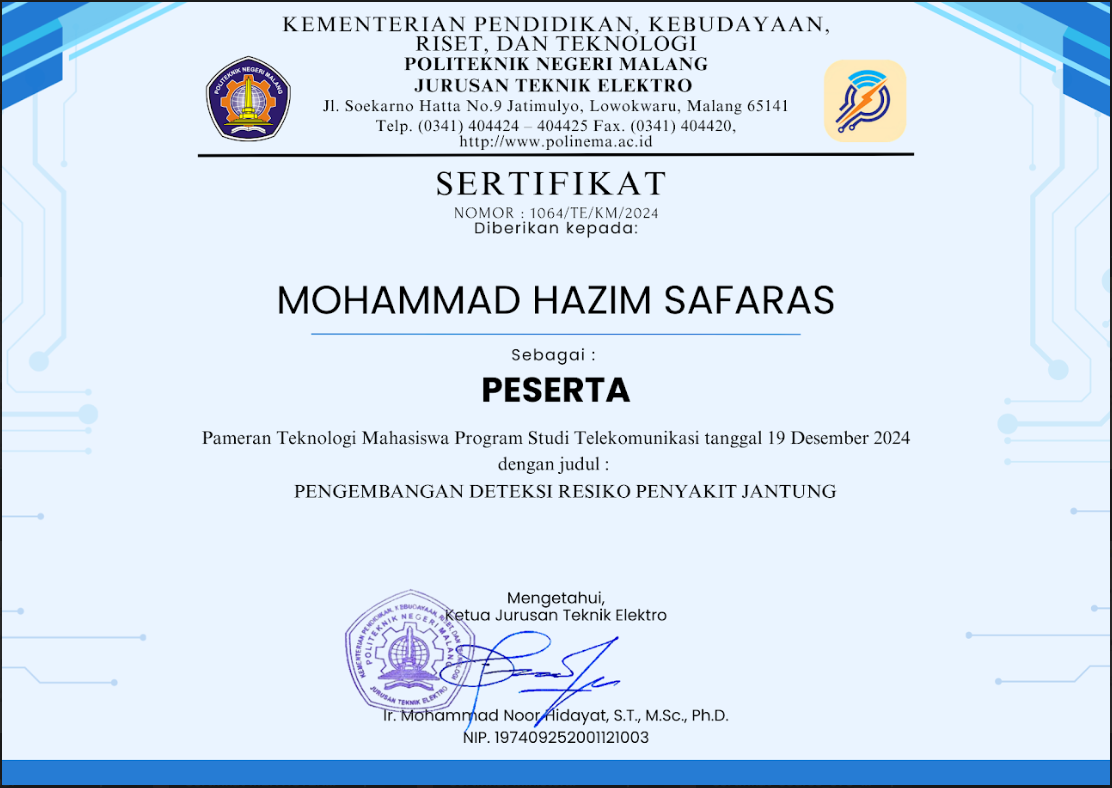 KEMENTERIAN PENDIDIKAN, KEBUDAYAAN,
RISET, DAN TEKNOLOGI
POLITEKNIK NEGERI MALANG
JURUSAN TEKNIK ELEKTRO
Jl. Soekarno Hatta No.9 Jatimulyo, Lowokwaru, Malang 65141
Telp. (0341) 404424 – 404425 Fax. (0341) 404420,
http://www.polinema.ac.id
POLITEKNIK NEGERI MALANG
SERTIFIKAT
NOMOR : 1064/TE/KM/2024
Diberikan kepada:
MOHAMMAD HAZIM SAFARAS
Sebagai :
PESERTA
Pameran Teknologi Mahasiswa Program Studi Telekomunikasi tanggal 19 Desember 2024
dengan judul :
PENGEMBANGAN DETEKSI RESIKO PENYAKIT JANTUNG
Mengetahui,
Ketua Jurusan Teknik Elektro
KEMENTERIAN PENDIDIKAN, KEBUDAYAAN, RISET, DAN TEKNOLOGI
POLITEKNIK NEGERI MALANG
JURUSAN TEKNIK ELEKTRO
Ir. Mohammad Noor Hidayat, S.T., M.Sc., Ph.D.
NIP. 197409252001121003